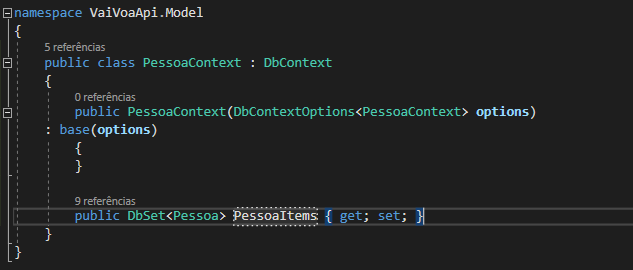 namespace VaiVoaApi.Model
{
5 referências
public class PessoaContext : DbContext
{
0 referências
public PessoaContext(DbContextOptions<PessoaContext> options)
: base(options)
{
}
9 referências
public DbSet<Pessoa> PessoaItems { get; set; }
}
}